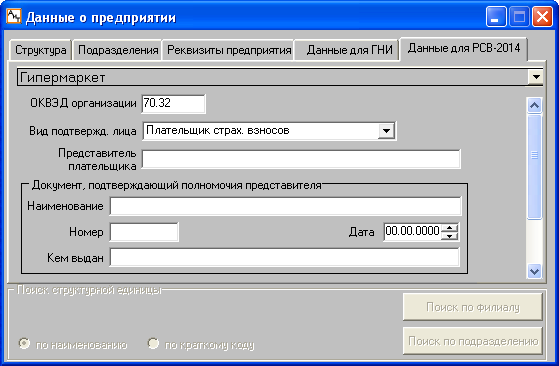 Данные о предприятии
Структура Подразделения Реквизиты предприятия Данные для ГНИ Данные для РСВ-2014
Гипермаркет
ОКВЭД организации 70.32
Вид подтвержд. лица Плательщик страх. взносов
Представитель
плательщика
Документ, подтверждающий полномочия представителя
Наименование
Номер Дата 00.00.0000
Кем выдан
Поиск структурной единицы
Поиск по филиалу
по наименованию по краткому коду Поиск по подразделению